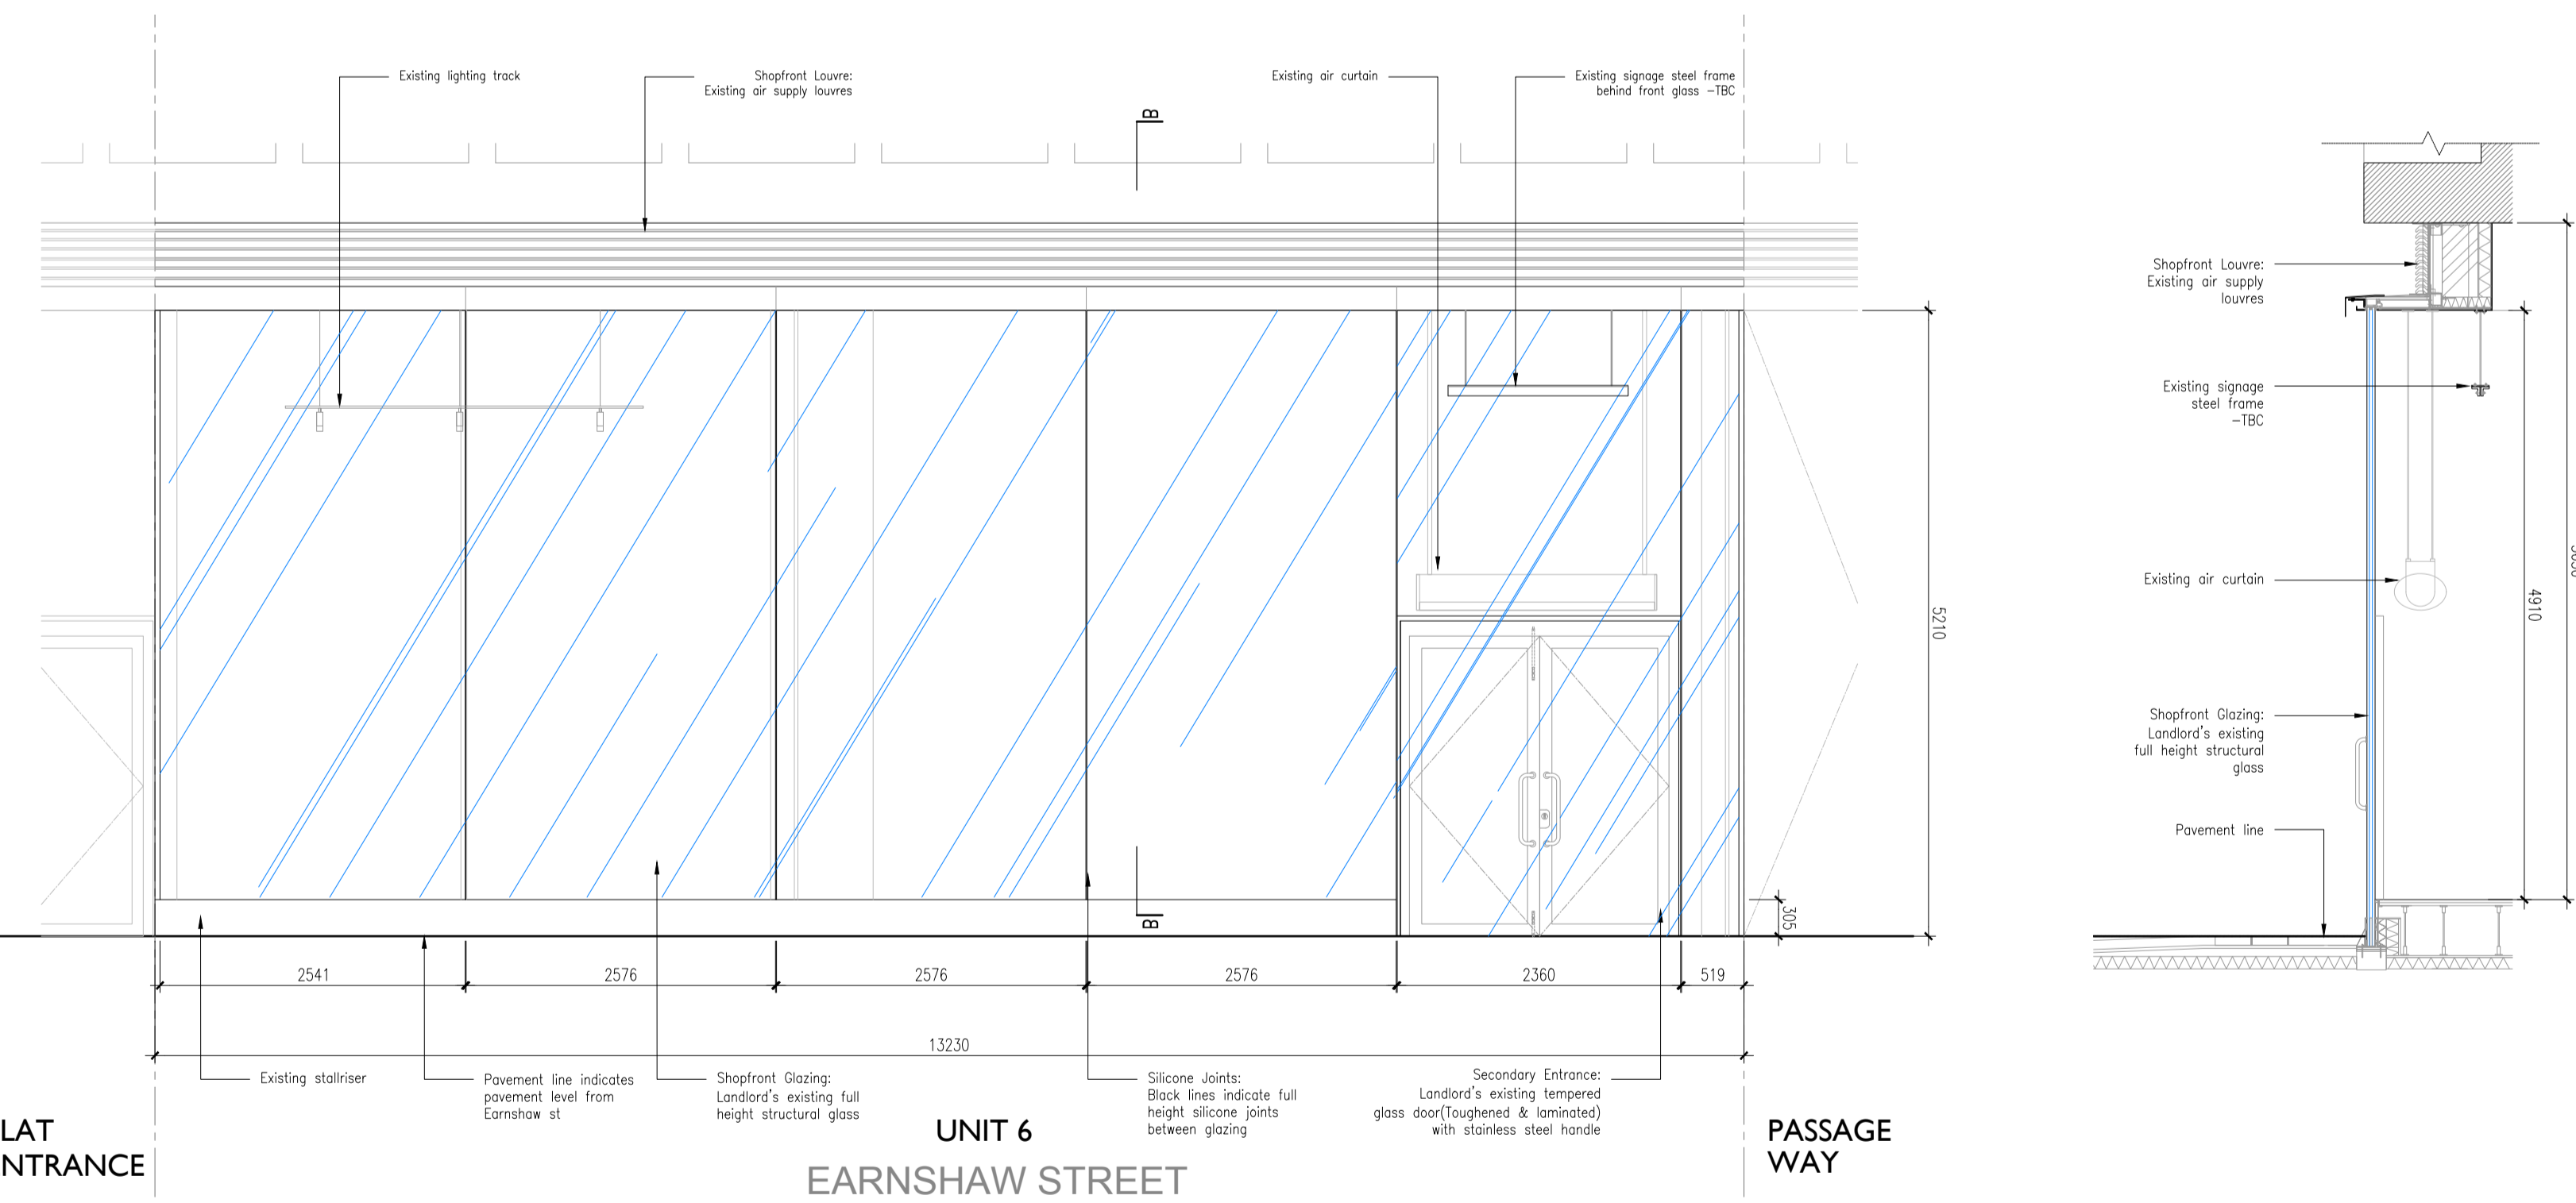 Existing lighting track
Shopfront Louvre:
Existing air supply louvres
Existing air curtain
Existing signage steel frame
behind front glass -TBC
B
B
5210
305
2541
2576
2576
2576
2360
519
13230
Existing stallriser
Pavement line indicates
pavement level from
Earnshaw st
Shopfront Glazing:
Landlord's existing full
height structural glass
Silicone Joints:
Black lines indicate full
height silicone joints
between glazing
Secondary Entrance:
Landlord's existing tempered
glass door(Toughened & laminated)
with stainless steel handle
LAT
NTRANCE
UNIT 6
EARNSHAW STREET
PASSAGE
WAY
Shopfront Louvre:
Existing air supply
louvres
Existing signage
steel frame
-TBC
Existing air curtain
Shopfront Glazing:
Landlord's existing
full height structural
glass
Pavement line
4910